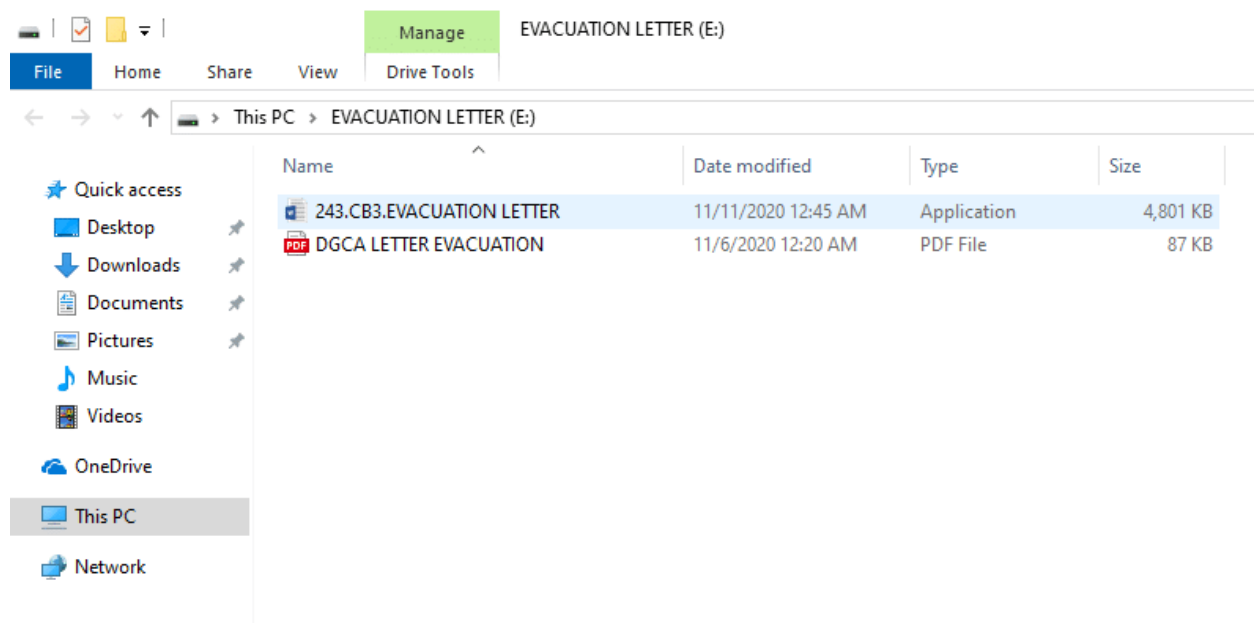 Manage EVACUATION LETTER (E:)
File Home Share View Drive Tools
This PC > EVACUATION LETTER (E:)
Name Date modified Type Size
Quick access
Desktop
Downloads
Documents
Pictures
Music
Videos
OneDrive
This PC
Network
243.CB3.EVACUATION LETTER 11/11/2020 12:45 AM Application 4,801 KB
PDF DGCA LETTER EVACUATION 11/6/2020 12:20 AM PDF File 87 KB